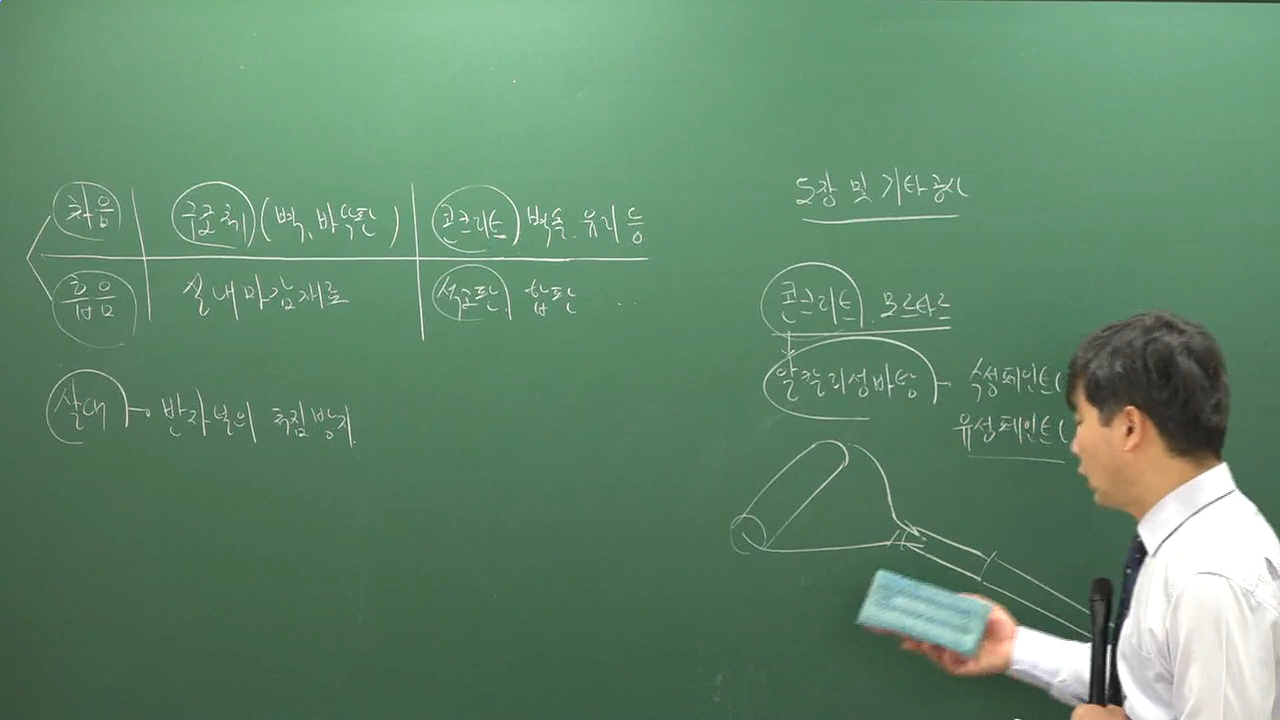 차음 구조체(벽, 바닥판) 콘크리트, 벽돌, 유리 등
흡음 실내마감재료 석고판, 합판 ...
살대 → 반자널의 처짐방지.
도장 및 기타공사
콘크리트, 모르타르
알칼리성바탕 - 수성페인트(
유성페인트(